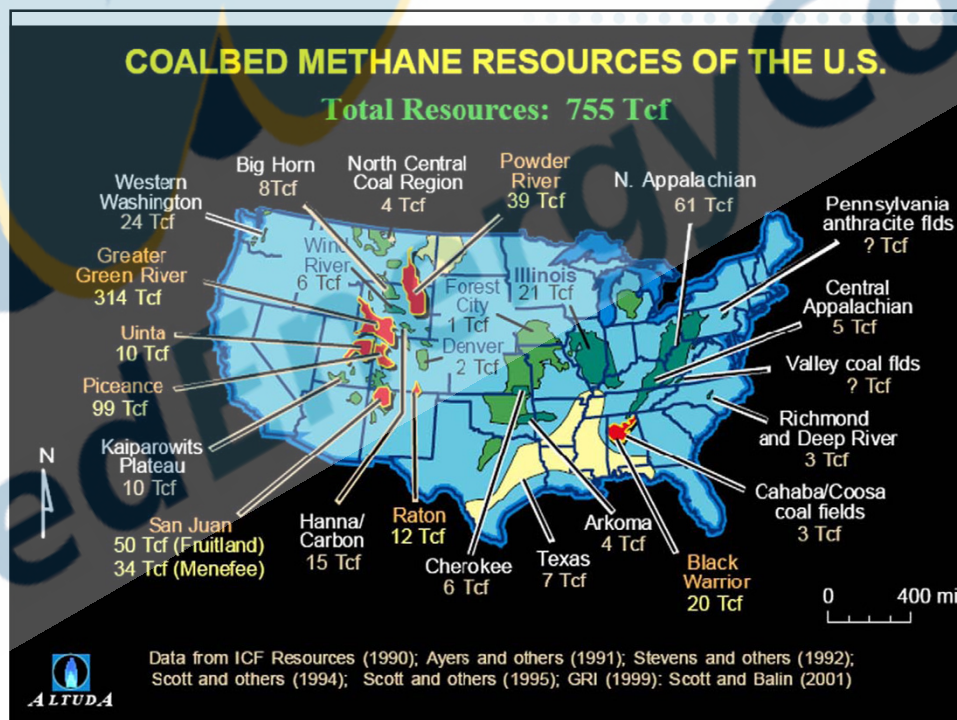 COALBED METHANE RESOURCES OF THE U.S.
Total Resources: 755 Tcf
Western
Washington
24 Tcf
Big Horn
8Tcf
North Central
Coal Region
4 Tcf
Powder
River
39 Tcf
N. Appalachian
61 Tcf
Pennsylvania
anthracite flds
? Tcf
Greater
Green River
314 Tcf
Wind
River
6 Tcf
Forest
City
1 Tcf
Illinois
21 Tcf
Central
Appalachian
5 Tcf
Uinta
10 Tcf
Denver
2 Tcf
Valley coal flds
? Tcf
Piceance
99 Tcf
Richmond
and Deep River
3 Tcf
Kaiparowits
Plateau
10 Tcf
Cahaba/Coosa
coal fields
3 Tcf
San Juan
50 Tcf (Fruitland)
34 Tcf (Menefee)
Hanna/
Carbon
15 Tcf
Raton
12 Tcf
Cherokee
6 Tcf
Texas
7 Tcf
Arkoma
4 Tcf
Black
Warrior
20 Tcf
N
0 400 mi
Data from ICF Resources (1990); Ayers and others (1991); Stevens and others (1992);
Scott and others (1994); Scott and others (1995); GRI (1999): Scott and Balin (2001)
ALTUDA
edEnergyCo